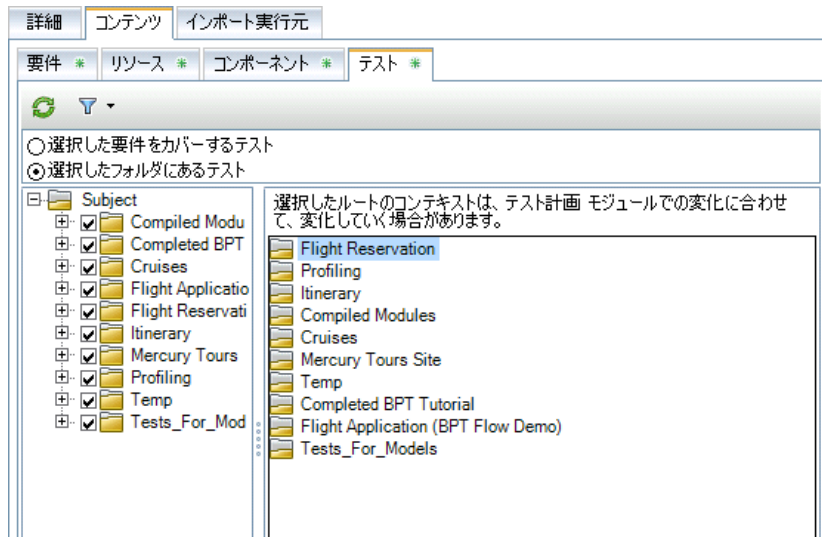 詳細 コンテンツ インポート実行元
要件 * リソース * コンポーネント * テスト *
選択した要件をカバーするテスト
選択したフォルダにあるテスト
Subject
Compiled Modu
Completed BPT
Cruises
Flight Applicatio
Flight Reservati
Itinerary
Mercury Tours
Profiling
Temp
Tests_For_Mod
選択したルートのコンテキストは、テスト計画 モジュールでの変化に合わせ
て、変化していく場合があります。
Flight Reservation
Profiling
Itinerary
Compiled Modules
Cruises
Mercury Tours Site
Temp
Completed BPT Tutorial
Flight Application (BPT Flow Demo)
Tests_For_Models